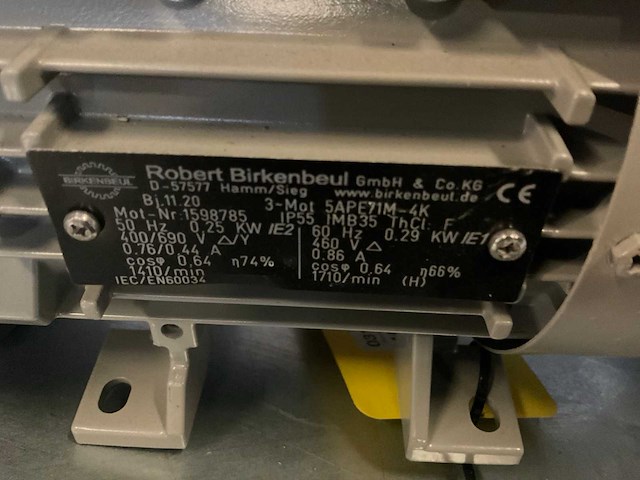 BIRKENBEUL
Robert Birkenbeul GmbH & Co.KG
D-57577 Hamm/Sieg www.birkenbeul.de
CE
Bj.11.20 3-Mot 5APE71M-4K
Mot-Nr.1598785 IP55 IMB35 ThCl. F
50 Hz 0,25 KW IE2 60 Hz 0.29 KW IE1
400/690 V △/Y 460 V △
0.76/0.44 A 0.86 A
cosφ 0,64 η74% cosφ 0,64 η66%
1410/min 1710/min (H)
IEC/EN60034